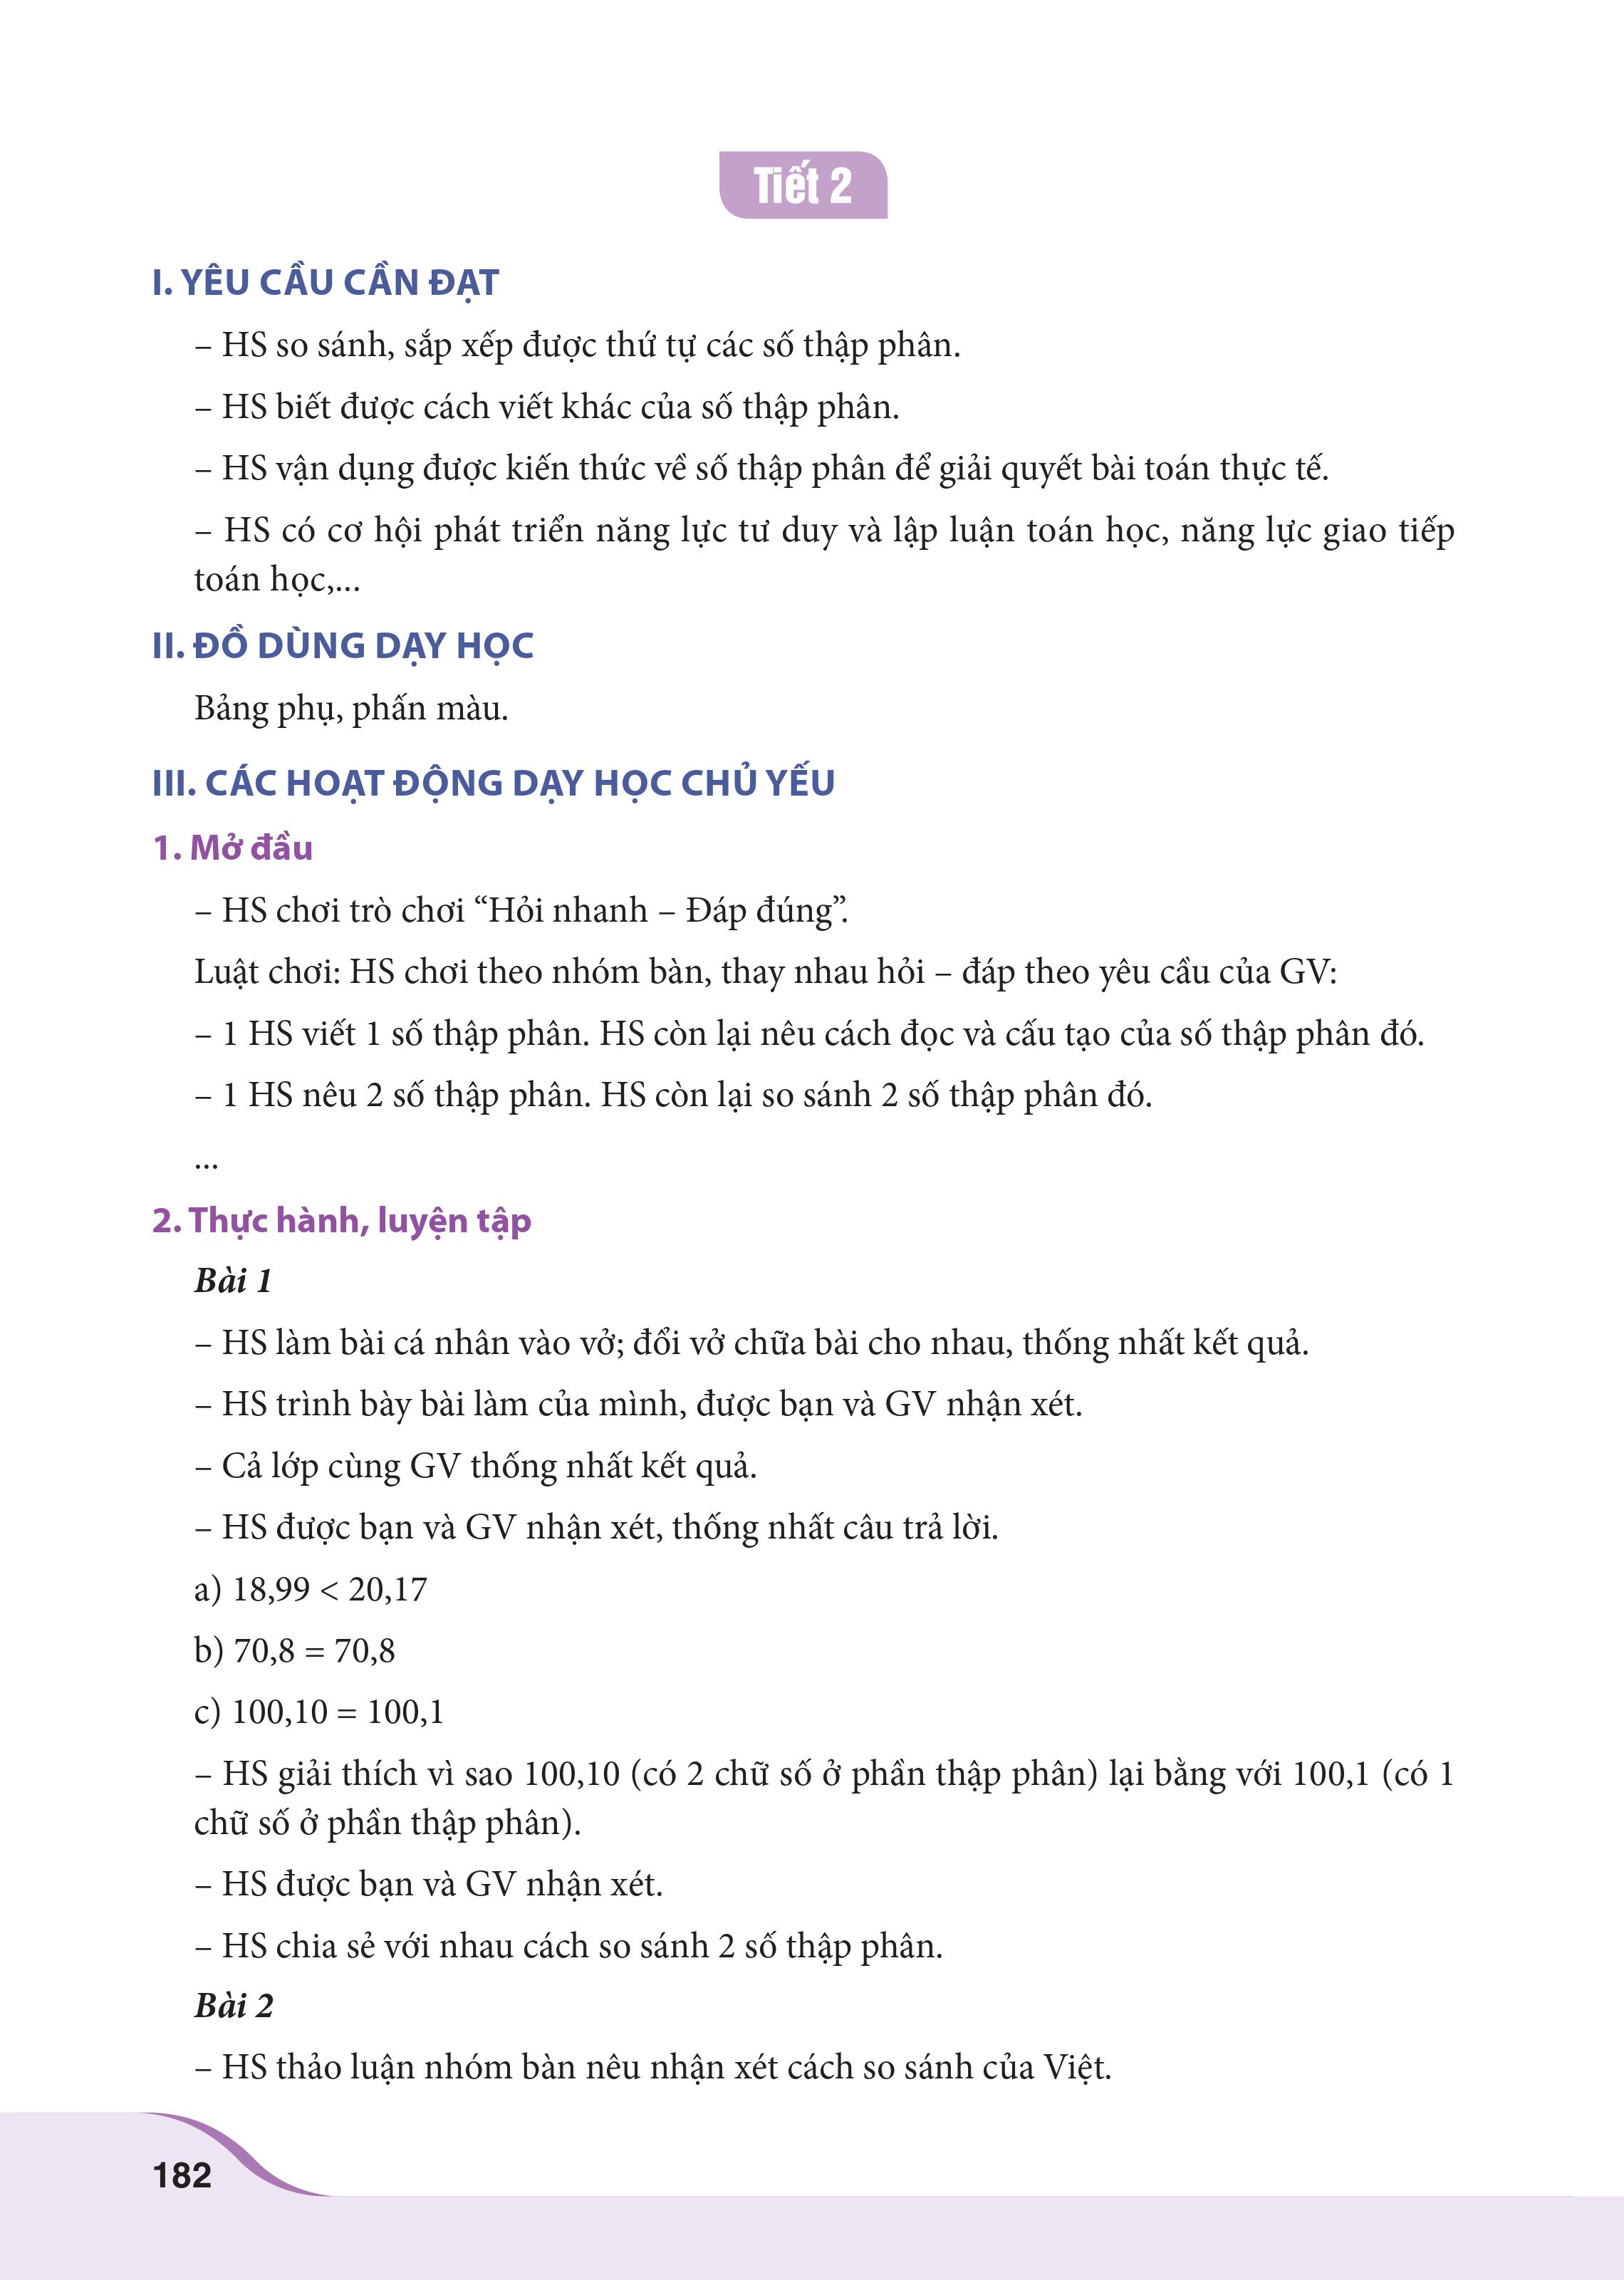 Tiết 2
I. YÊU CẦU CẦN ĐẠT
– HS so sánh, sắp xếp được thứ tự các số thập phân.
– HS biết được cách viết khác của số thập phân.
– HS vận dụng được kiến thức về số thập phân để giải quyết bài toán thực tế.
– HS có cơ hội phát triển năng lực tư duy và lập luận toán học, năng lực giao tiếp
toán học,...
II. ĐỒ DÙNG DẠY HỌC
Bảng phụ, phấn màu.
III. CÁC HOẠT ĐỘNG DẠY HỌC CHỦ YẾU
1. Mở đầu
– HS chơi trò chơi “Hỏi nhanh – Đáp đúng”.
Luật chơi: HS chơi theo nhóm bàn, thay nhau hỏi – đáp theo yêu cầu của GV:
– 1 HS viết 1 số thập phân. HS còn lại nêu cách đọc và cấu tạo của số thập phân đó.
– 1 HS nêu 2 số thập phân. HS còn lại so sánh 2 số thập phân đó.
...
2. Thực hành, luyện tập
Bài 1
– HS làm bài cá nhân vào vở; đổi vở chữa bài cho nhau, thống nhất kết quả.
– HS trình bày bài làm của mình, được bạn và GV nhận xét.
– Cả lớp cùng GV thống nhất kết quả.
– HS được bạn và GV nhận xét, thống nhất câu trả lời.
a) 18,99 < 20,17
b) 70,8 = 70,8
c) 100,10 = 100,1
– HS giải thích vì sao 100,10 (có 2 chữ số ở phần thập phân) lại bằng với 100,1 (có 1
chữ số ở phần thập phân).
– HS được bạn và GV nhận xét.
– HS chia sẻ với nhau cách so sánh 2 số thập phân.
Bài 2
– HS thảo luận nhóm bàn nêu nhận xét cách so sánh của Việt.
182